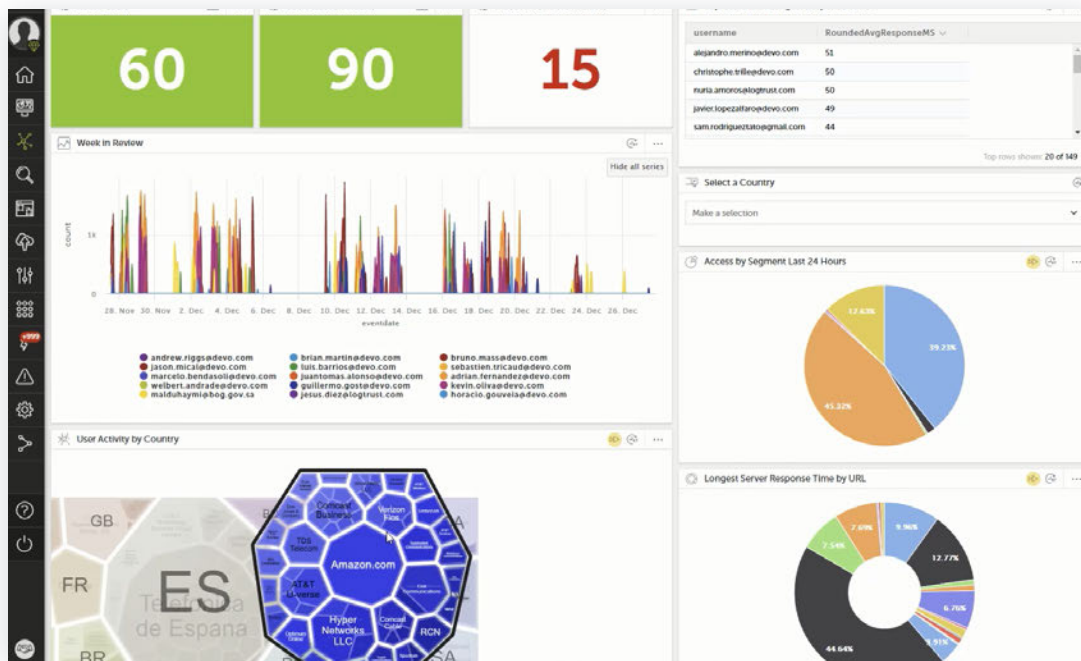 60
90
15
username RoundedAvgResponseMS
alejandro.merino@devo.com 51
christophe.trille@devo.com 50
nuria.amoros@logtrust.com 50
javier.lopezalfaro@devo.com 49
sam.rodrigueztato@gmail.com 44
Top rows shown: 20 of 149
Week in Review
Hide all series
count
1k
0
28. Nov 30. Nov 2. Dec 4. Dec 6. Dec 8. Dec 10. Dec 12. Dec 14. Dec 16. Dec 18. Dec 20. Dec 22. Dec 24. Dec 26. Dec
eventdate
andrew.riggs@devo.com brian.martin@devo.com bruno.mass@devo.com
jason.mical@devo.com luis.barrios@devo.com sebastien.tricaud@devo.com
marcelo.bendasoli@devo.com juantomas.alonso@devo.com adrian.fernandez@devo.com
welbert.andrade@devo.com guillermo.gost@devo.com kevin.oliva@devo.com
malduhaymi@bog.gov.sa jesus.diez@logtrust.com horacio.gouveia@devo.com
Select a Country
Make a selection
Access by Segment Last 24 Hours
12.63%
39.23%
45.32%
+999
User Activity by Country
GB
FR
ES
Telefonica
de Espana
BR
SA
Comcast
Business
Verizon
Fios
TDS
Telecom
Amazon.com
AT&T
U-verse
Hyper
Networks
LLC
Comcast
Cable
RCN
Longest Server Response Time by URL
7.69%
9.96%
7.54%
12.77%
6.76%
3.91%
44.64%